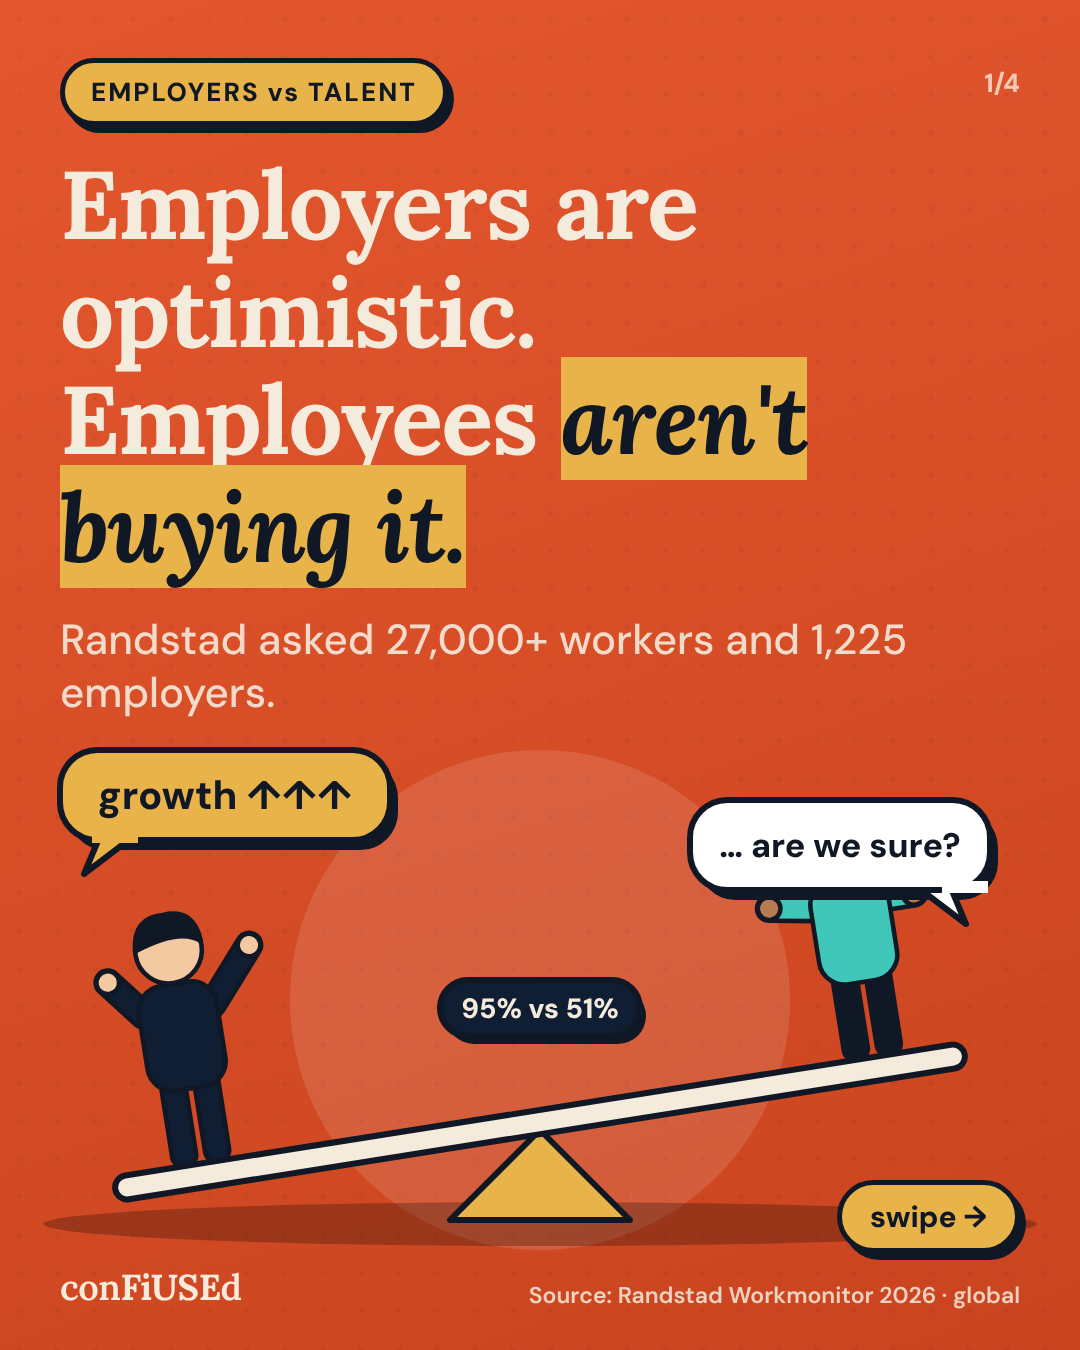 EMPLOYERS vs TALENT
1/4
Employers are
optimistic.
Employees aren't
buying it.
Randstad asked 27,000+ workers and 1,225
employers.
growth ↑↑↑
... are we sure?
95% vs 51%
swipe →
conFiUSEd
Source: Randstad Workmonitor 2026 · global